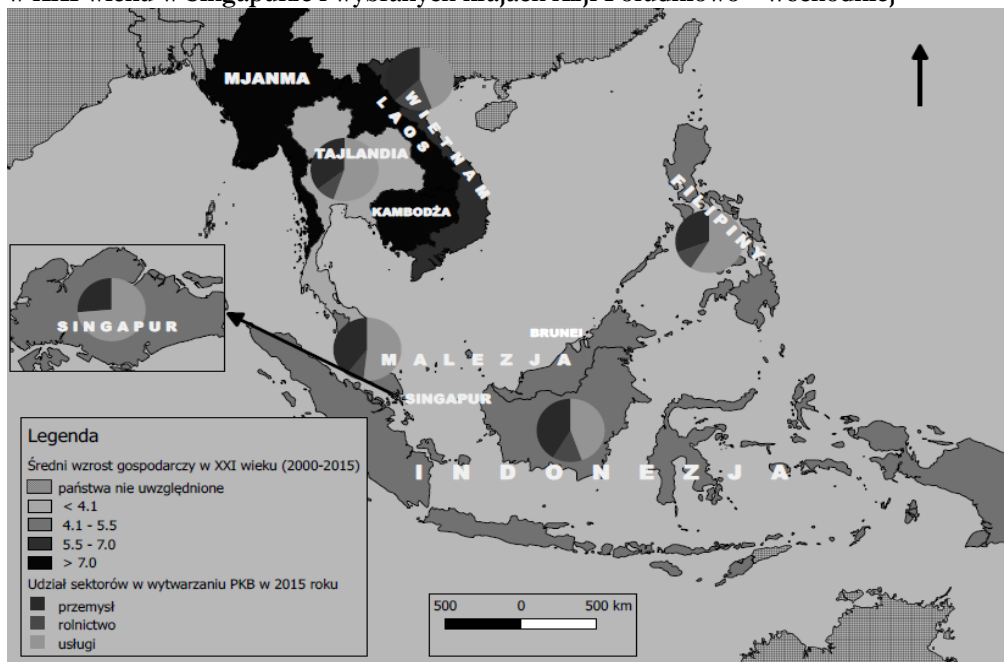 w XXI wieku w Singapurze i wybranych krajach Azji Południowo - wschodniej
MJANMA
LAOS
WIETNAM
TAJLANDIA
KAMBODŻA
FILIPINY
SINGAPUR
BRUNEI
MALEZJA
SINGAPUR
INDONEZJA
Legenda
Średni wzrost gospodarczy w XXI wieku (2000-2015)
państwa nie uwzględnione
< 4.1
4.1 - 5.5
5.5 - 7.0
> 7.0
Udział sektorów w wytwarzaniu PKB w 2015 roku
przemysł
rolnictwo
usługi
500 0 500 km